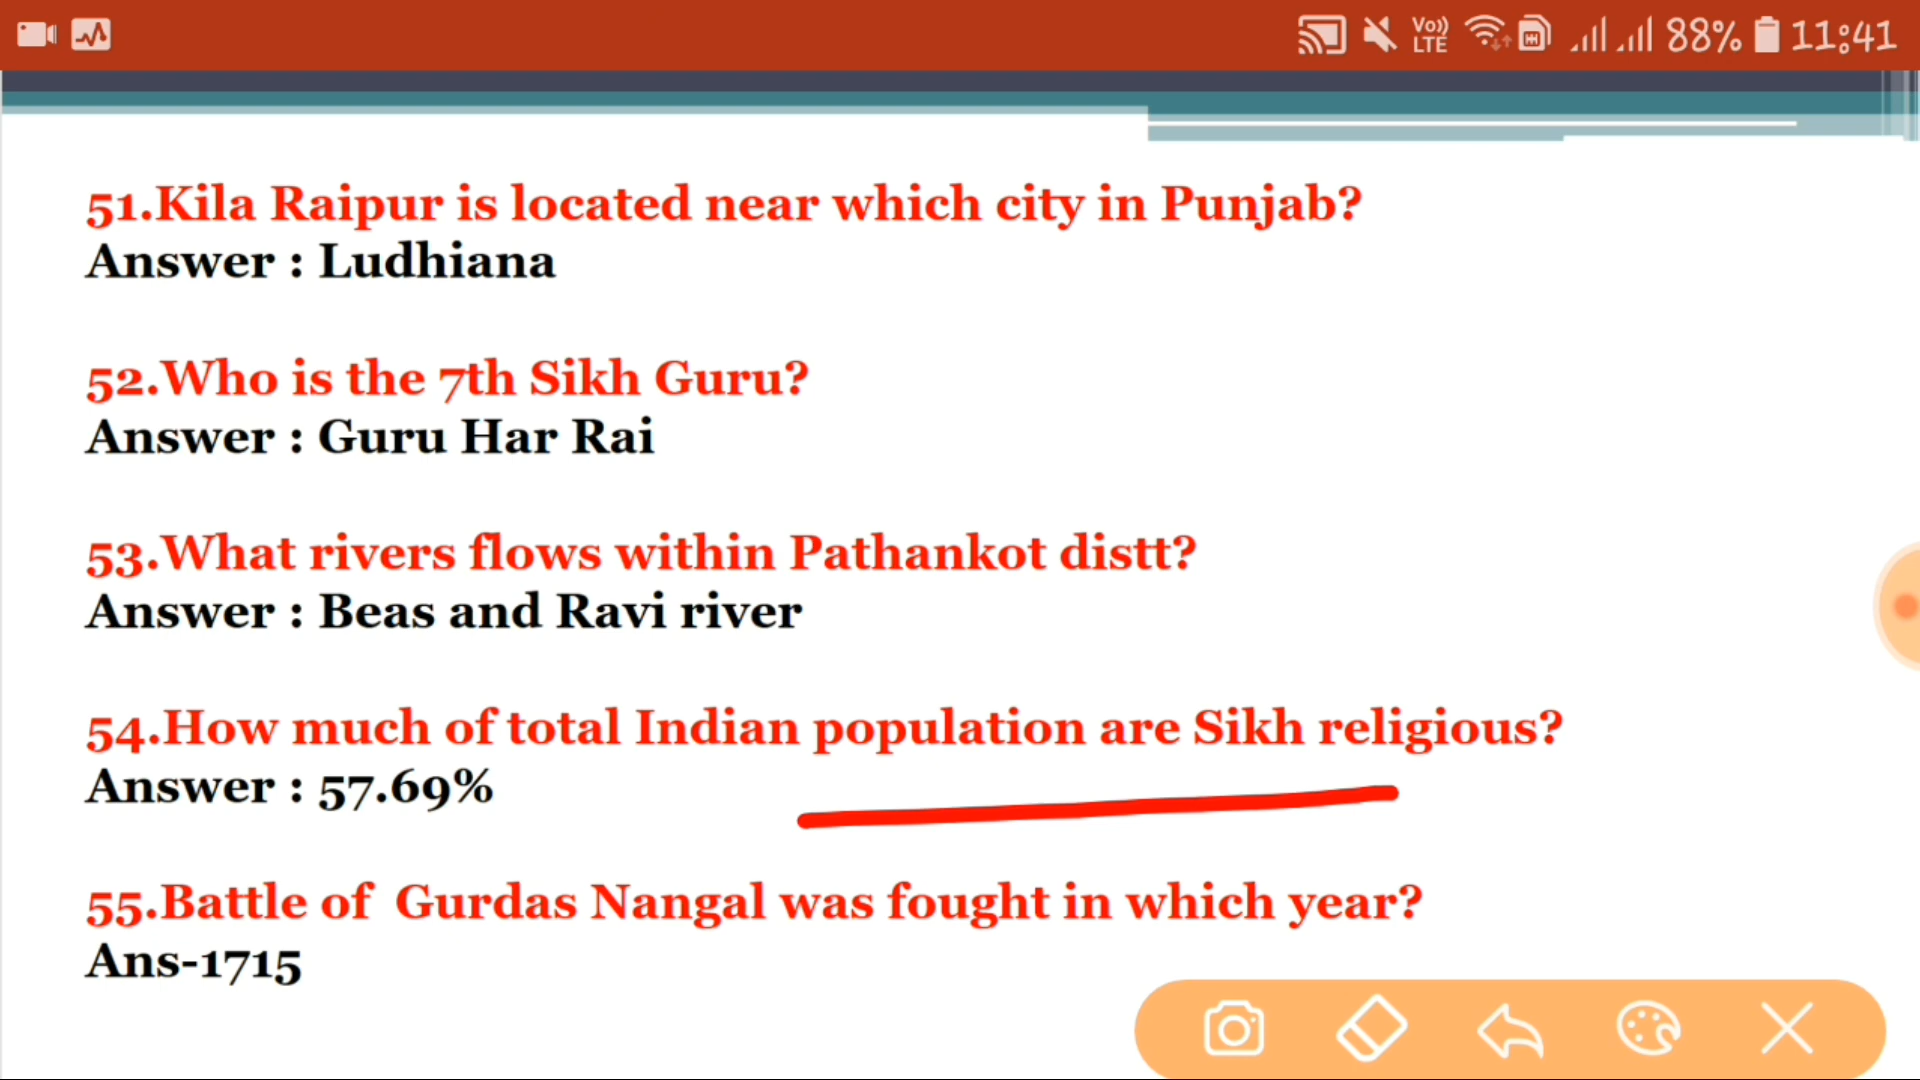 Vo)) LTE 88% 11:41
51.Kila Raipur is located near which city in Punjab?
Answer : Ludhiana
52.Who is the 7th Sikh Guru?
Answer : Guru Har Rai
53.What rivers flows within Pathankot distt?
Answer : Beas and Ravi river
54.How much of total Indian population are Sikh religious?
Answer : 57.69%
55.Battle of Gurdas Nangal was fought in which year?
Ans-1715